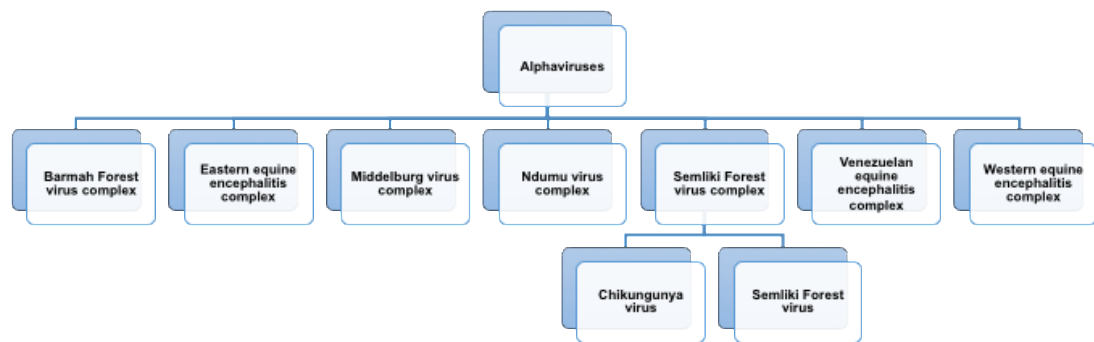 Alphaviruses
Barmah Forest
virus complex
Eastern equine
encephalitis
complex
Middelburg virus
complex
Ndumu virus
complex
Semliki Forest
virus complex
Venezuelan
equine
encephalitis
complex
Western equine
encephalitis
complex
Chikungunya
virus
Semliki Forest
virus